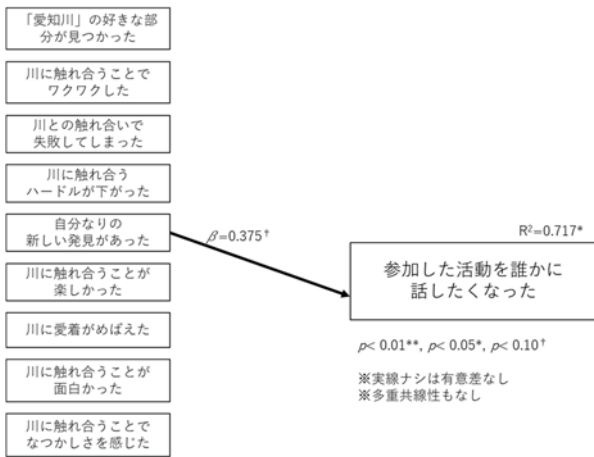 「愛知川」の好きな部
分が見つかった
川に触れ合うことで
ワクワクした
川との触れ合いで
失敗してしまった
川に触れ合う
ハードルが下がった
自分なりの
新しい発見があった
川に触れ合うことが
楽しかった
川に愛着がめばえた
川に触れ合うことが
面白かった
川に触れ合うことで
なつかしさを感じた
β=0.375†
R²=0.717*
参加した活動を誰かに
話したくなった
p< 0.01**, p< 0.05*, p< 0.10†
※実線ナシは有意差なし
※多重共線性もなし